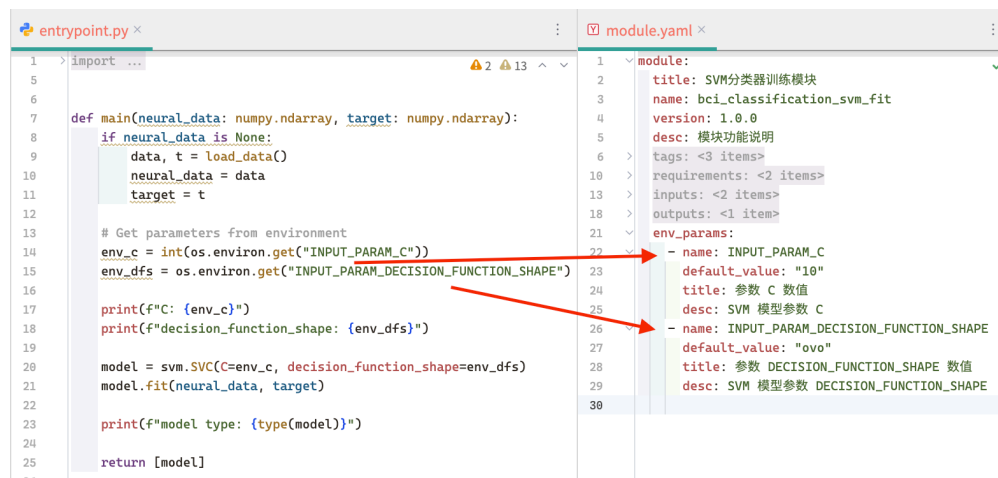 entrypoint.py ×
1 import ...
⚠2 ⚠13
5
6
7 def main(neural_data: numpy.ndarray, target: numpy.ndarray):
8 if neural_data is None:
9 data, t = load_data()
10 neural_data = data
11 target = t
12
13 # Get parameters from environment
14 env_c = int(os.environ.get("INPUT_PARAM_C"))
15 env_dfs = os.environ.get("INPUT_PARAM_DECISION_FUNCTION_SHAPE")
16
17 print(f"C: {env_c}")
18 print(f"decision_function_shape: {env_dfs}")
19
20 model = svm.SVC(C=env_c, decision_function_shape=env_dfs)
21 model.fit(neural_data, target)
22
23 print(f"model type: {type(model)}")
24
25 return [model]
module.yaml ×
1 module:
2 title: SVM分类器训练模块
3 name: bci_classification_svm_fit
4 version: 1.0.0
5 desc: 模块功能说明
6 tags: <3 items>
10 requirements: <2 items>
13 inputs: <2 items>
18 outputs: <1 item>
21 env_params:
22 - name: INPUT_PARAM_C
23 default_value: "10"
24 title: 参数 C 数值
25 desc: SVM 模型参数 C
26 - name: INPUT_PARAM_DECISION_FUNCTION_SHAPE
27 default_value: "ovo"
28 title: 参数 DECISION_FUNCTION_SHAPE 数值
29 desc: SVM 模型参数 DECISION_FUNCTION_SHAPE
30